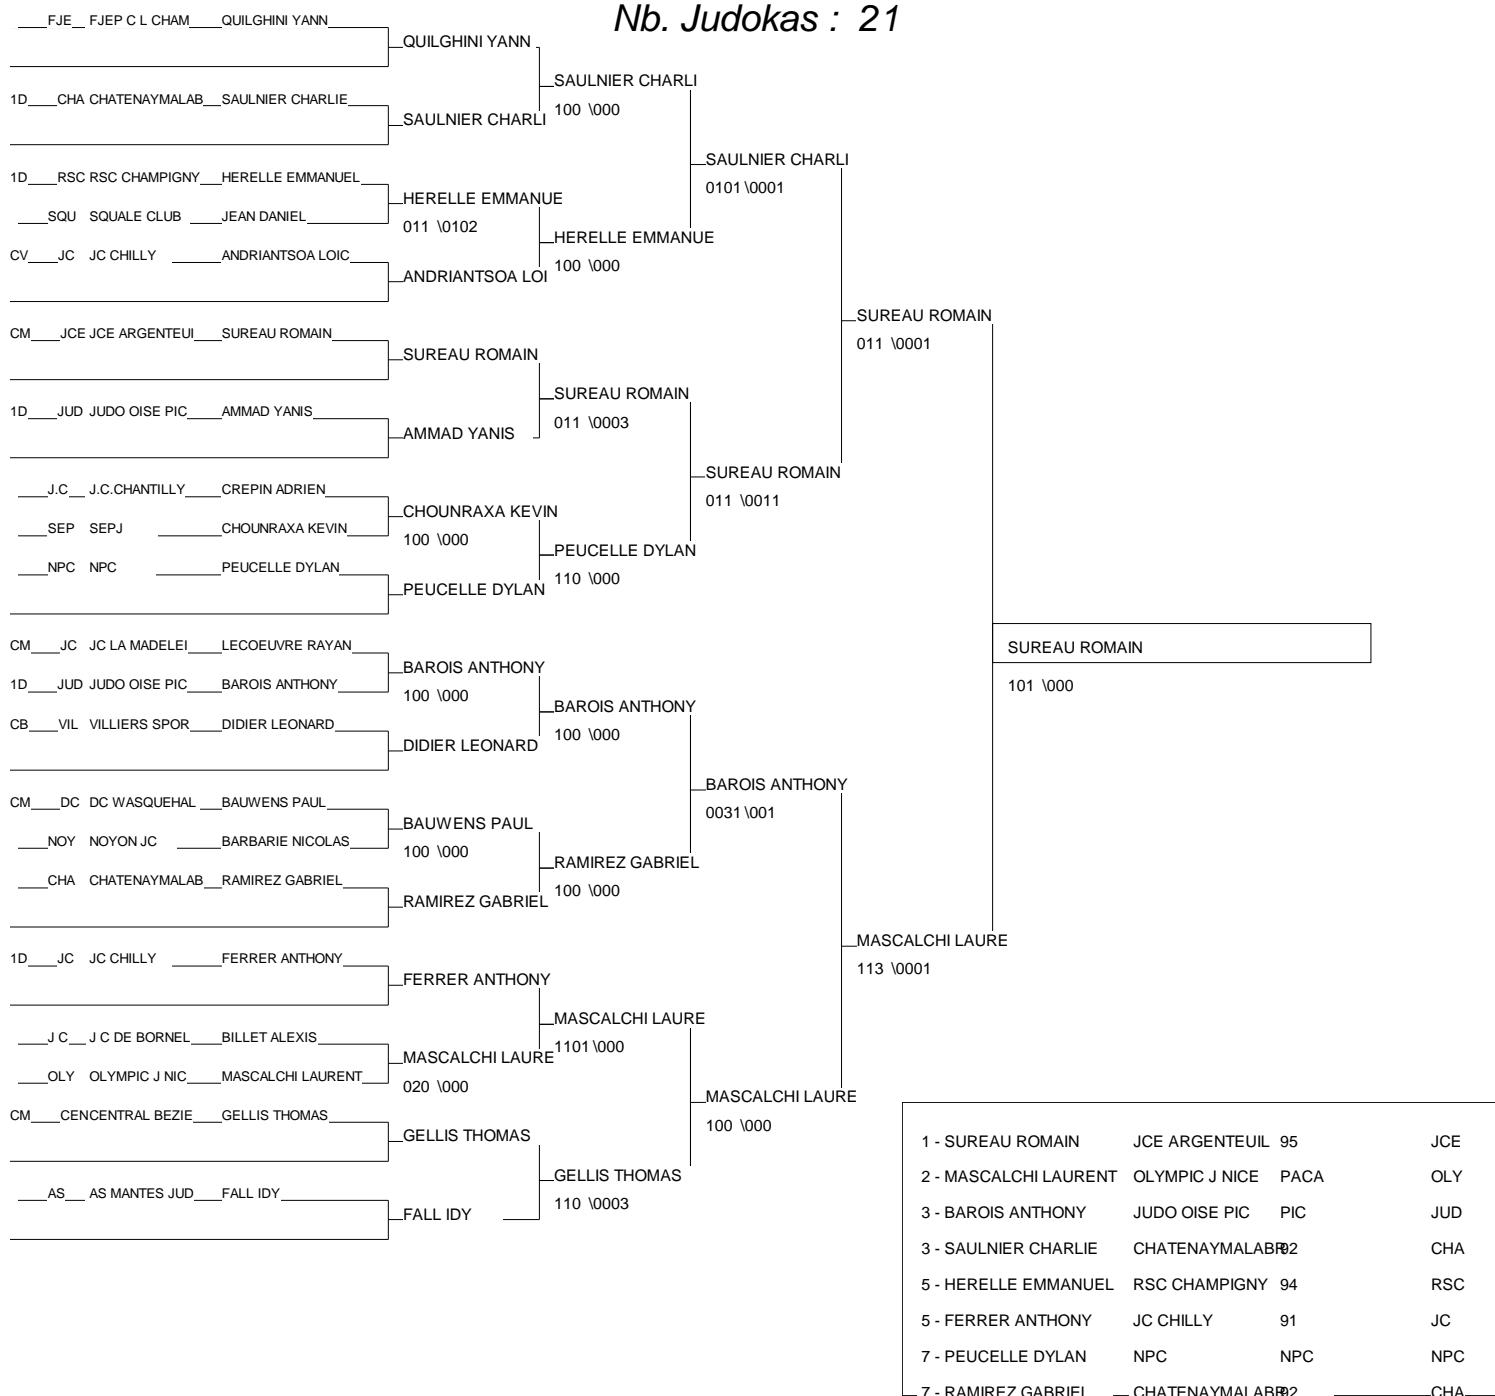 Nb. Judokas : 21
FJE FJEP C L CHAM QUILGHINI YANN
QUILGHINI YANN
SAULNIER CHARLI
100 \000
1D CHA CHATENAYMALAB SAULNIER CHARLIE
SAULNIER CHARLI
SAULNIER CHARLI
0101 \0001
1D RSC RSC CHAMPIGNY HERELLE EMMANUEL
HERELLE EMMANUE
011 \0102
SQU SQUALE CLUB JEAN DANIEL
HERELLE EMMANUE
100 \000
CV JC JC CHILLY ANDRIANTSOA LOIC
ANDRIANTSOA LOI
SUREAU ROMAIN
011 \0001
CM JCE JCE ARGENTEUI SUREAU ROMAIN
SUREAU ROMAIN
SUREAU ROMAIN
011 \0003
1D JUD JUDO OISE PIC AMMAD YANIS
AMMAD YANIS
SUREAU ROMAIN
011 \0011
J.C J.C.CHANTILLY CREPIN ADRIEN
CHOUNRAXA KEVIN
100 \000
SEP SEPJ CHOUNRAXA KEVIN
PEUCELLE DYLAN
110 \000
NPC NPC PEUCELLE DYLAN
PEUCELLE DYLAN
SUREAU ROMAIN
101 \000
CM JC JC LA MADELEI LECOEUVRE RAYAN
BAROIS ANTHONY
100 \000
1D JUD JUDO OISE PIC BAROIS ANTHONY
BAROIS ANTHONY
100 \000
CB VIL VILLIERS SPOR DIDIER LEONARD
DIDIER LEONARD
BAROIS ANTHONY
0031 \001
CM DC DC WASQUEHAL BAUWENS PAUL
BAUWENS PAUL
100 \000
NOY NOYON JC BARBARIE NICOLAS
RAMIREZ GABRIEL
100 \000
CHA CHATENAYMALAB RAMIREZ GABRIEL
RAMIREZ GABRIEL
MASCALCHI LAURE
113 \0001
1D JC JC CHILLY FERRER ANTHONY
FERRER ANTHONY
MASCALCHI LAURE
1101 \000
J C J C DE BORNEL BILLET ALEXIS
MASCALCHI LAURE
020 \000
OLY OLYMPIC J NIC MASCALCHI LAURENT
MASCALCHI LAURE
100 \000
CM CEN CENTRAL BEZIE GELLIS THOMAS
GELLIS THOMAS
GELLIS THOMAS
110 \0003
AS AS MANTES JUD FALL IDY
FALL IDY
1 - SUREAU ROMAIN JCE ARGENTEUIL 95 JCE
2 - MASCALCHI LAURENT OLYMPIC J NICE PACA OLY
3 - BAROIS ANTHONY JUDO OISE PIC PIC JUD
3 - SAULNIER CHARLIE CHATENAYMALABR 92 CHA
5 - HERELLE EMMANUEL RSC CHAMPIGNY 94 RSC
5 - FERRER ANTHONY JC CHILLY 91 JC
7 - PEUCELLE DYLAN NPC NPC NPC
7 - RAMIREZ GABRIEL CHATENAYMALABR 92 CHA